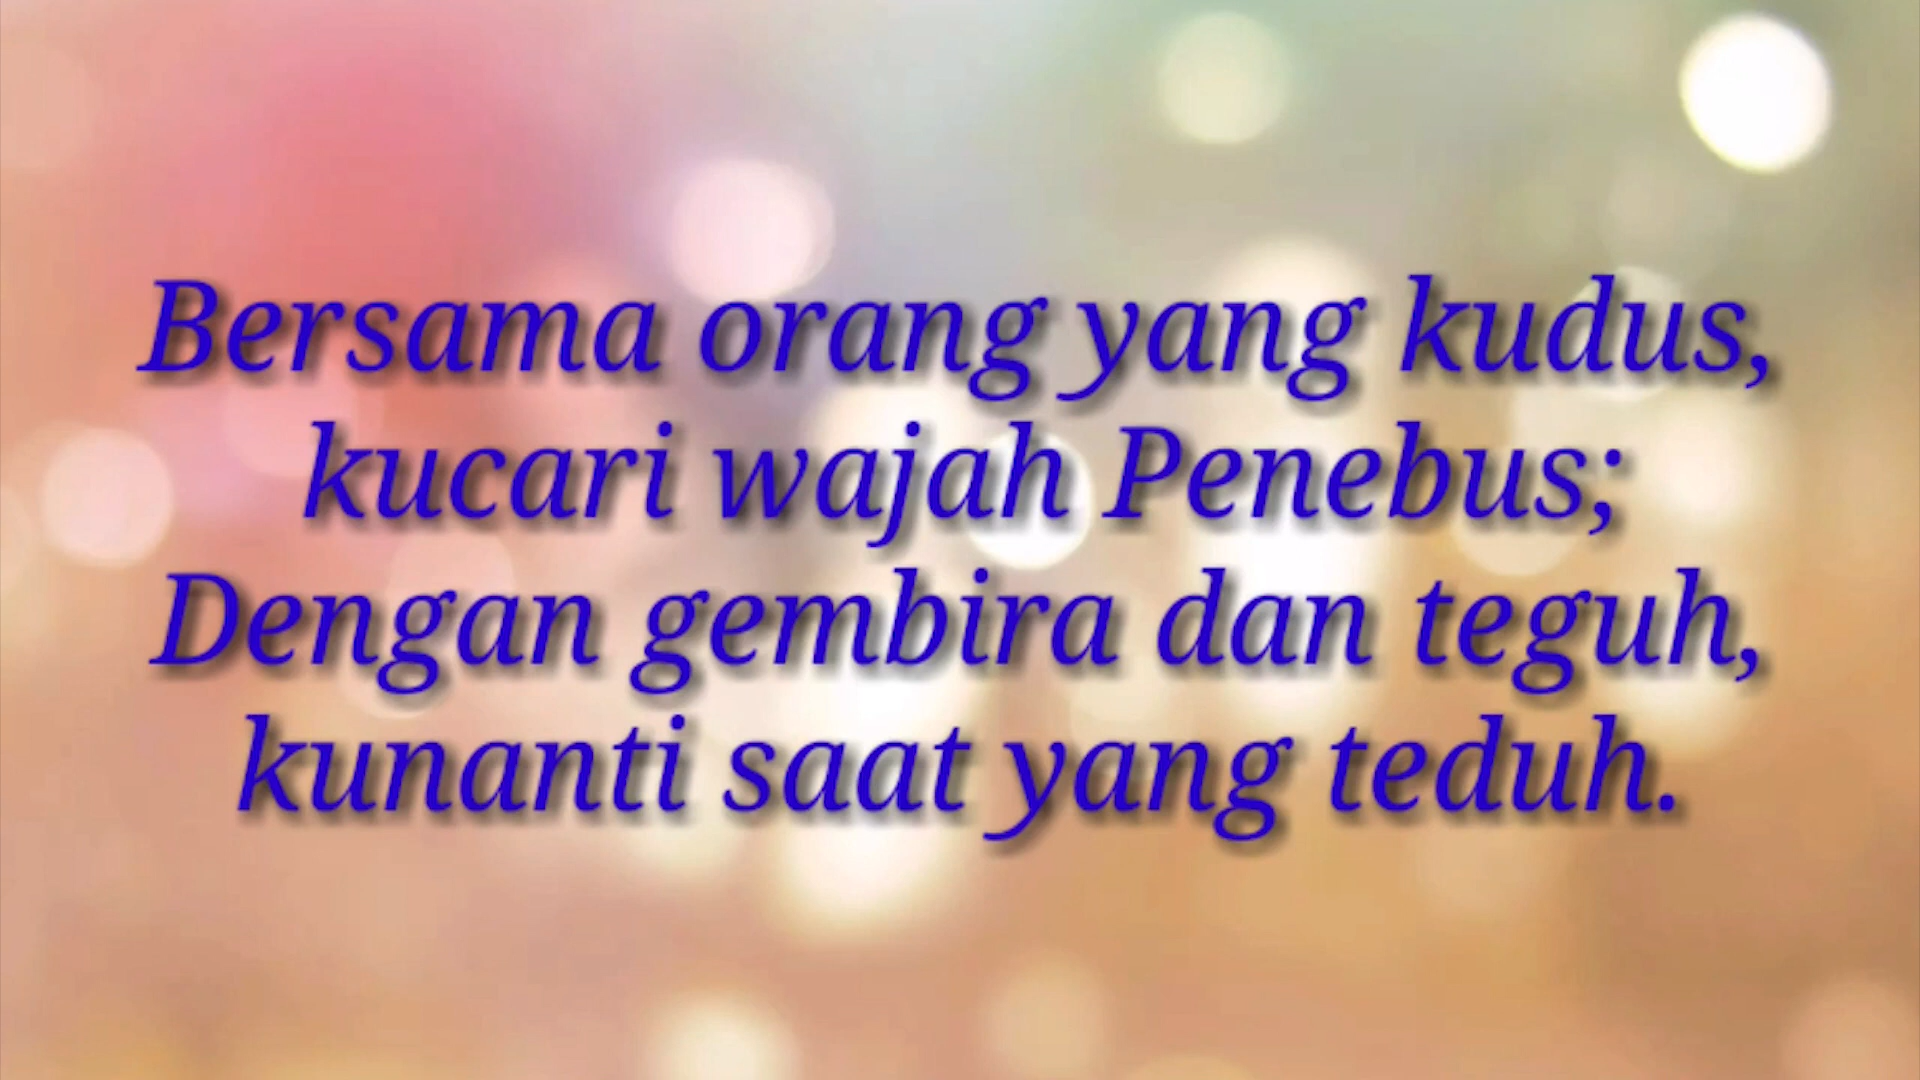 Bersama orang yang kudus,
kucari wajah Penebus;
Dengan gembira dan teguh,
kunanti saat yang teduh.